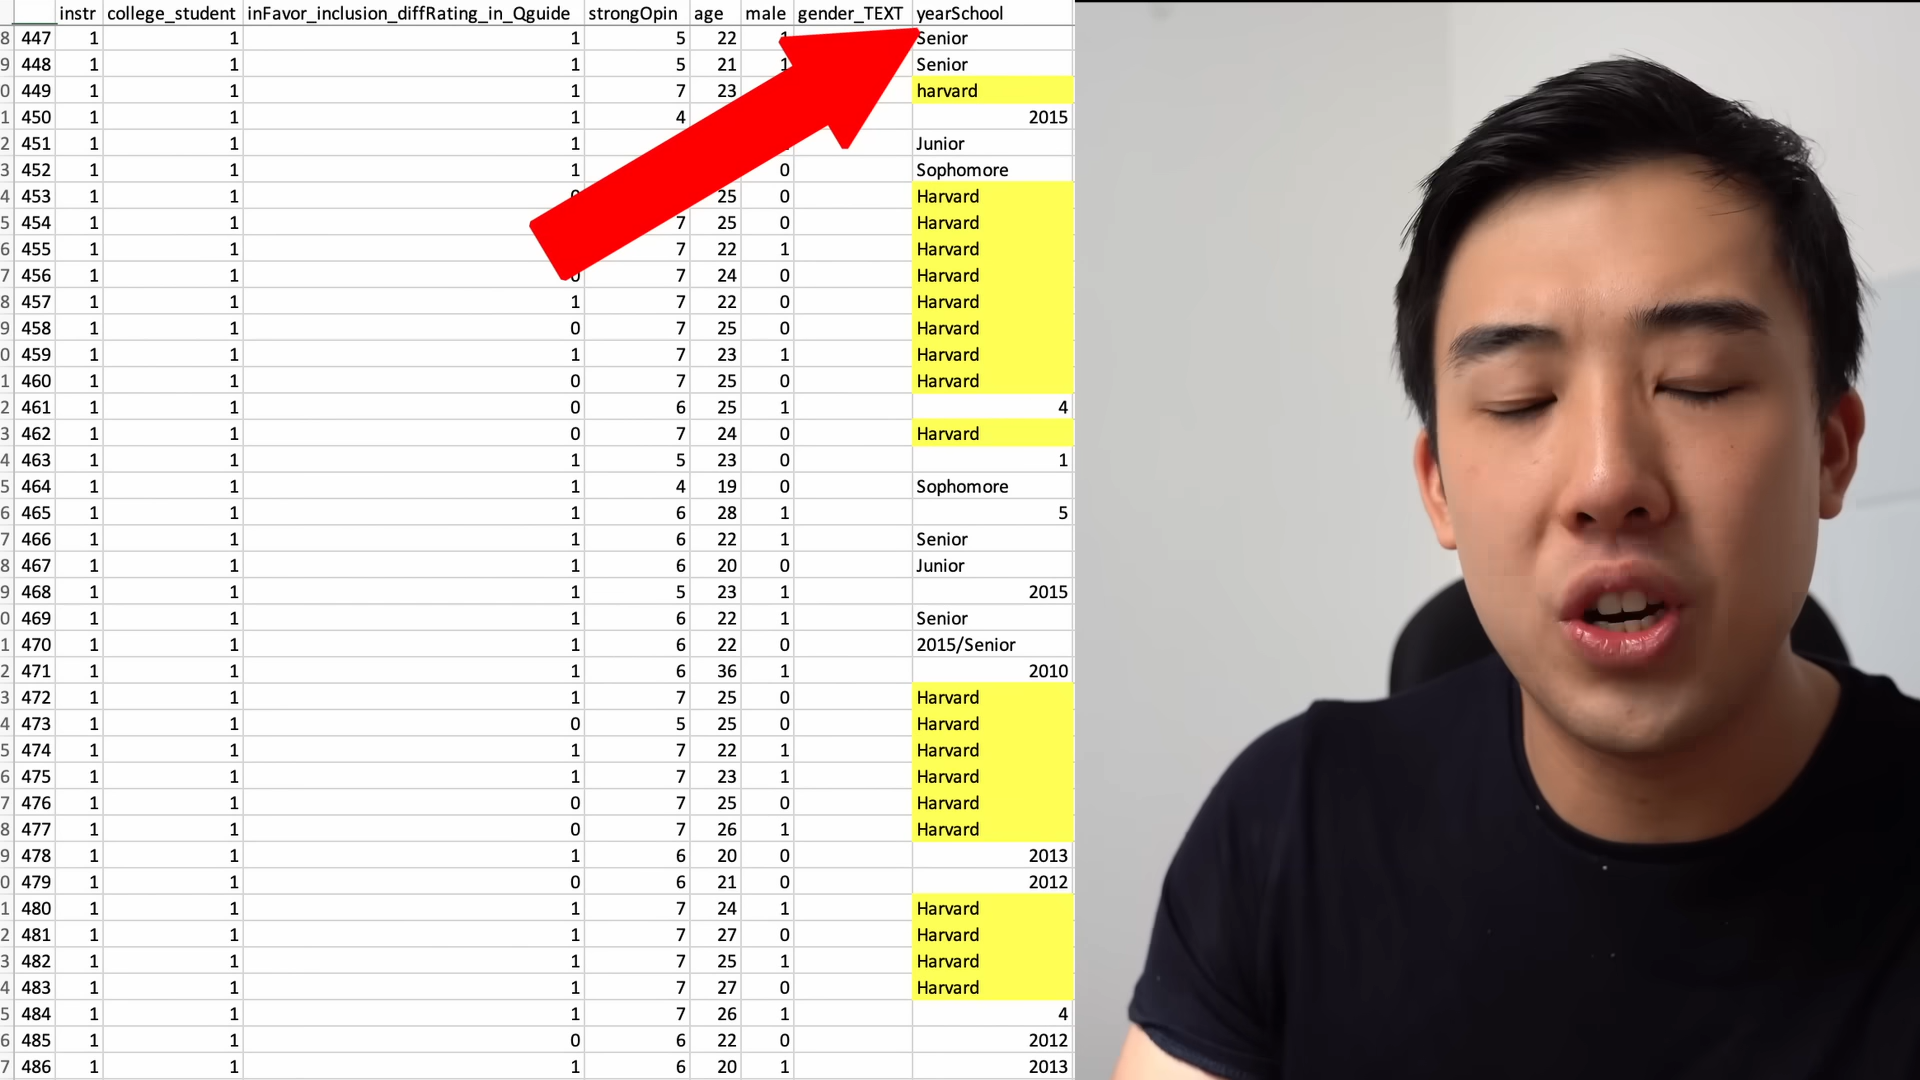 instr college_student inFavor_inclusion_diffRating_in_Qguide strongOpin age male gender_TEXT yearSchool
8 447 1 1 1 5 22 1 Senior
9 448 1 1 1 5 21 1 Senior
0 449 1 1 1 7 23 harvard
1 450 1 1 1 4 2015
2 451 1 1 1 Junior
3 452 1 1 1 0 Sophomore
4 453 1 1 0 25 0 Harvard
5 454 1 1 7 25 0 Harvard
6 455 1 1 7 22 1 Harvard
7 456 1 1 0 7 24 0 Harvard
8 457 1 1 1 7 22 0 Harvard
9 458 1 1 0 7 25 0 Harvard
0 459 1 1 1 7 23 1 Harvard
1 460 1 1 0 7 25 0 Harvard
2 461 1 1 0 6 25 1 4
3 462 1 1 0 7 24 0 Harvard
4 463 1 1 1 5 23 0 1
5 464 1 1 1 4 19 0 Sophomore
6 465 1 1 1 6 28 1 5
7 466 1 1 1 6 22 1 Senior
8 467 1 1 1 6 20 0 Junior
9 468 1 1 1 5 23 1 2015
0 469 1 1 1 6 22 1 Senior
1 470 1 1 1 6 22 0 2015/Senior
2 471 1 1 1 6 36 1 2010
3 472 1 1 1 7 25 0 Harvard
4 473 1 1 0 5 25 0 Harvard
5 474 1 1 1 7 22 1 Harvard
6 475 1 1 1 7 23 1 Harvard
7 476 1 1 0 7 25 0 Harvard
8 477 1 1 0 7 26 1 Harvard
9 478 1 1 1 6 20 0 2013
0 479 1 1 0 6 21 0 2012
1 480 1 1 1 7 24 1 Harvard
2 481 1 1 1 7 27 0 Harvard
3 482 1 1 1 7 25 1 Harvard
4 483 1 1 1 7 27 0 Harvard
5 484 1 1 1 7 26 1 4
6 485 1 1 0 6 22 0 2012
7 486 1 1 1 6 20 1 2013